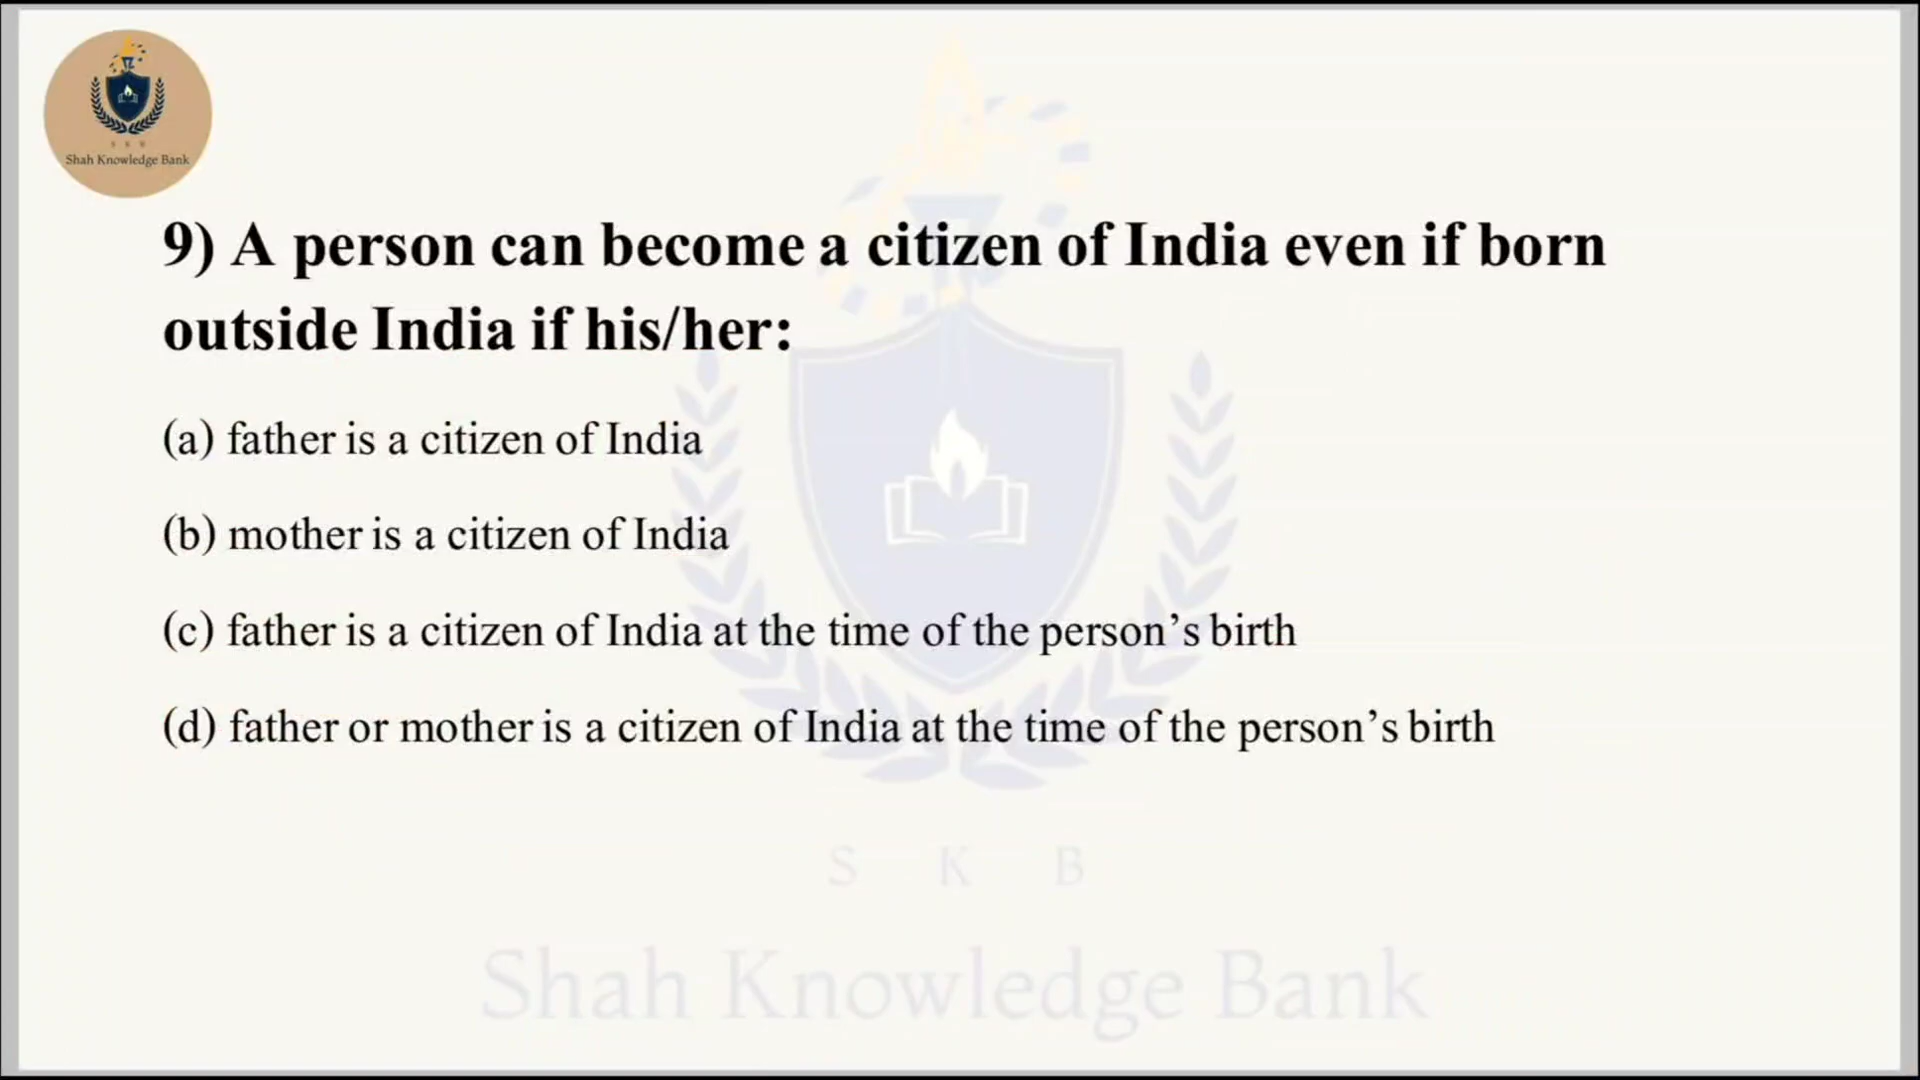 S K B
Shah Knowledge Bank
9) A person can become a citizen of India even if born
outside India if his/her:
(a) father is a citizen of India
(b) mother is a citizen of India
(c) father is a citizen of India at the time of the person’s birth
(d) father or mother is a citizen of India at the time of the person’s birth
S K B
Shah Knowledge Bank